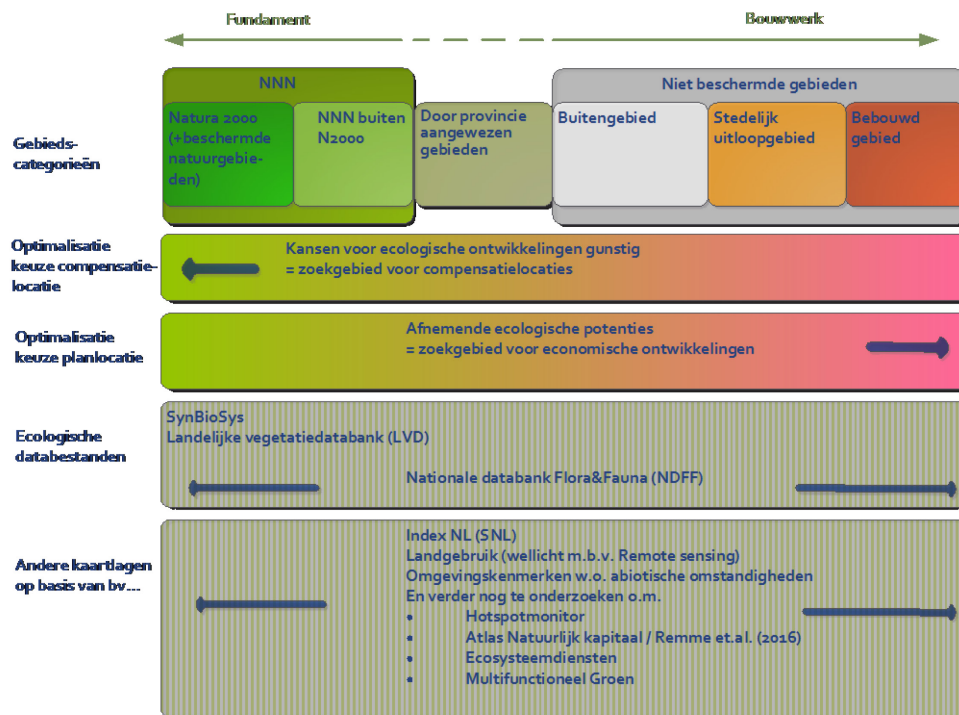 Fundament
Bouwwerk
NNN
Niet beschermde gebieden
Gebieds-
categorieën
Natura 2000
(+beschermde
natuurgebie-
den)
NNN buiten
N2000
Door provincie
aangewezen
gebieden
Buitengebied
Stedelijk
uitloopgebied
Bebouwd
gebied
Optimalisatie
keuze compensatie-
locatie
Kansen voor ecologische ontwikkelingen gunstig
= zoekgebied voor compensatielocaties
Optimalisatie
keuze planlocatie
Afnemende ecologische potenties
= zoekgebied voor economische ontwikkelingen
Ecologische
databestanden
SynBioSys
Landelijke vegetatiedatabank (LVD)
Nationale databank Flora&Fauna (NDFF)
Andere kaartlagen
op basis van bv...
Index NL (SNL)
Landgebruik (wellicht m.b.v. Remote sensing)
Omgevingskenmerken w.o. abiotische omstandigheden
En verder nog te onderzoeken o.m.
• Hotspotmonitor
• Atlas Natuurlijk kapitaal / Remme et.al. (2016)
• Ecosysteemdiensten
• Multifunctioneel Groen